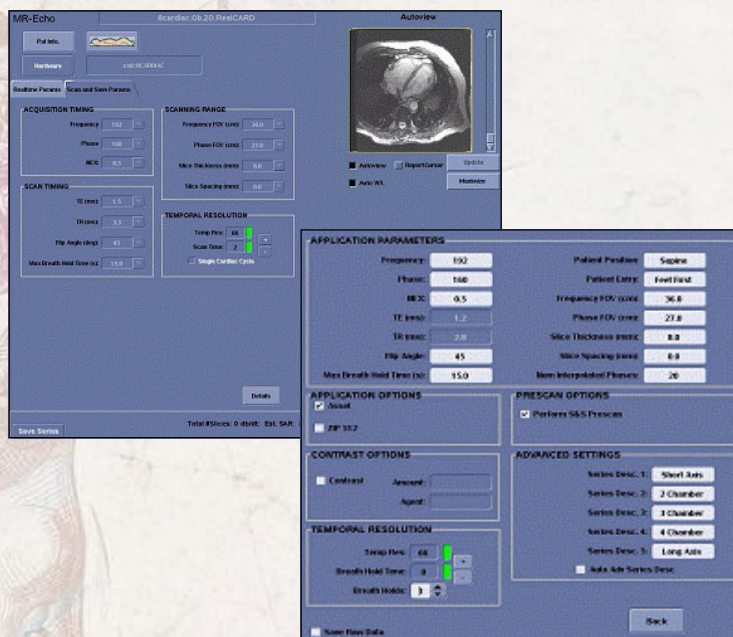 MR-Echo
Autoview
Pat Info.
Hardware
Realtime Params Scan and Save Params
ACQUISITION TIMING
Frequency 192
Phase 160
NEX 0.5
SCAN TIMING
TE (ms): 1.5
TR (ms): 3.3
Flip Angle (deg): 45
Max Breath Hold Time (s): 15.0
SCANNING RANGE
Frequency FOV (cm): 36.0
Phase FOV (cm): 27.0
Slice Thickness (mm): 8.0
Slice Spacing (mm): 0.0
TEMPORAL RESOLUTION
Temp Res: 66
Scan Time: 2
+
-
Single Cardiac Cycle
Autoview Report Cursor Update
Auto W/L Maximize
Details
Save Series
Total #Slices: 0 Est. SAR:
APPLICATION PARAMETERS
Frequency: 192
Phase: 160
NEX: 0.5
TE (ms): 1.2
TR (ms): 2.8
Flip Angle: 45
Max Breath Hold Time (s): 15.0
Patient Position: Supine
Patient Entry: Feet First
Frequency FOV (cm): 36.0
Phase FOV (cm): 27.0
Slice Thickness (mm): 8.0
Slice Spacing (mm): 0.0
Num Interpolated Phases: 20
APPLICATION OPTIONS
Asset
ZIP 512
PRESCAN OPTIONS
Perform S&S Prescan
CONTRAST OPTIONS
Contrast Amount:
Agent:
TEMPORAL RESOLUTION
Temp Res: 66
Breath Hold Time:
Breath Holds:
+
-
ADVANCED SETTINGS
Series Desc. 1: Short Axis
Series Desc. 2: 2 Chamber
Series Desc. 3: 3 Chamber
Series Desc. 4: 4 Chamber
Series Desc. 5: Long Axis
Auto Adv Series Desc
Back
Save Raw Data